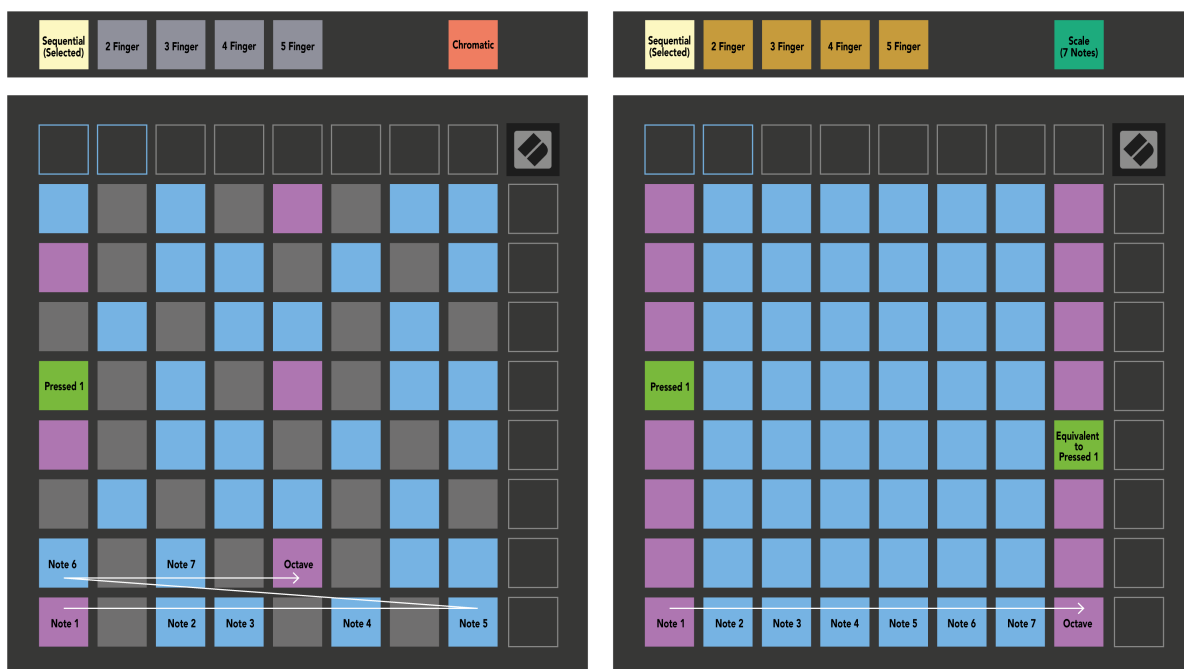 Sequential
(Selected)
2 Finger
3 Finger
4 Finger
5 Finger
Chromatic
Pressed 1
Note 6
Note 7
Octave
Note 1
Note 2
Note 3
Note 4
Note 5
Sequential
(Selected)
2 Finger
3 Finger
4 Finger
5 Finger
Scale
(7 Notes)
Pressed 1
Equivalent
to
Pressed 1
Note 1
Note 2
Note 3
Note 4
Note 5
Note 6
Note 7
Octave